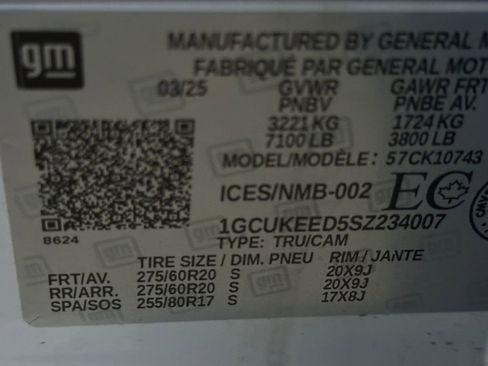 gm
MANUFACTURED BY GENERAL
FABRIQUÉ PAR GENERAL
03/25 GVWR GAWR FRT
PNBV PNBE AV.
3221 KG 1724 KG
7100 LB 3800 LB
MODEL/MODÈLE: 57CK10743
ICES/NMB-002 EC
1GCUKEED5SZ234007
8624 TYPE: TRU/CAM
TIRE SIZE / DIM. PNEU RIM / JANTE
FRT/AV. 275/60R20 S 20X9J
RR/ARR. 275/60R20 S 20X9J
SPA/SOS 255/80R17 S 17X8J